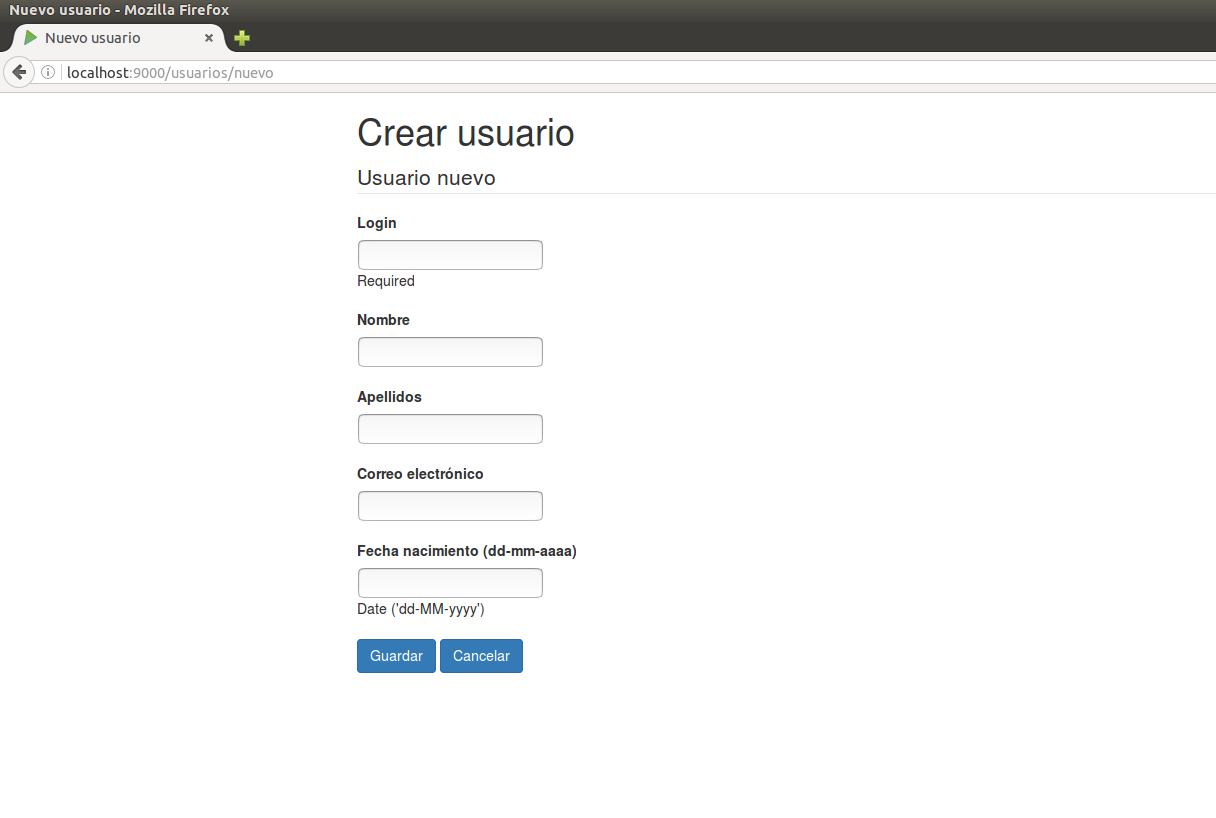 Nuevo usuario - Mozilla Firefox
Nuevo usuario
localhost:9000/usuarios/nuevo
Crear usuario
Usuario nuevo
Login
Required
Nombre
Apellidos
Correo electrónico
Fecha nacimiento (dd-mm-aaaa)
Date ('dd-MM-yyyy')
Guardar Cancelar